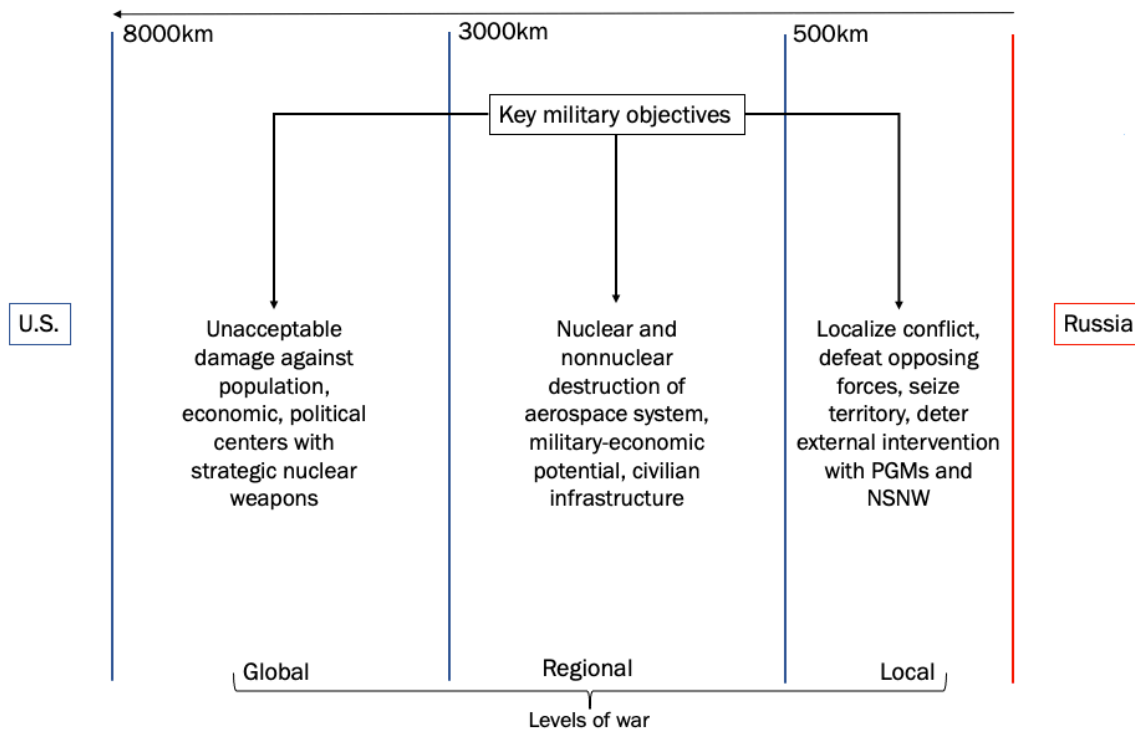 8000km
3000km
500km
Key military objectives
U.S.
Russia
Unacceptable
damage against
population,
economic, political
centers with
strategic nuclear
weapons
Nuclear and
nonnuclear
destruction of
aerospace system,
military-economic
potential, civilian
infrastructure
Localize conflict,
defeat opposing
forces, seize
territory, deter
external intervention
with PGMs and
NSNW
Global
Regional
Local
Levels of war